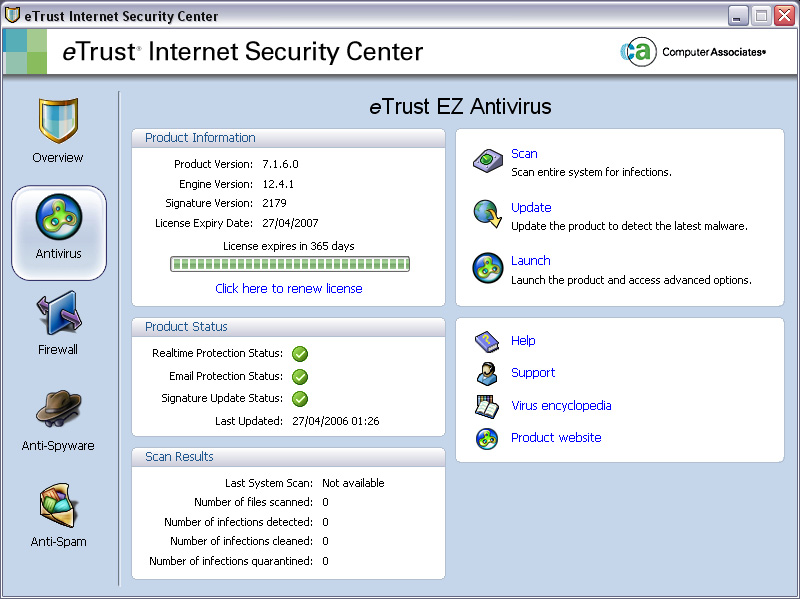 eTrust Internet Security Center
eTrust® Internet Security Center
ca Computer Associates®
Overview
Antivirus
Firewall
Anti-Spyware
Anti-Spam
eTrust EZ Antivirus
Product Information
Product Version: 7.1.6.0
Engine Version: 12.4.1
Signature Version: 2179
License Expiry Date: 27/04/2007
License expires in 365 days
Click here to renew license
Product Status
Realtime Protection Status:
Email Protection Status:
Signature Update Status:
Last Updated: 27/04/2006 01:26
Scan Results
Last System Scan: Not available
Number of files scanned: 0
Number of infections detected: 0
Number of infections cleaned: 0
Number of infections quarantined: 0
Scan
Scan entire system for infections.
Update
Update the product to detect the latest malware.
Launch
Launch the product and access advanced options.
Help
Support
Virus encyclopedia
Product website